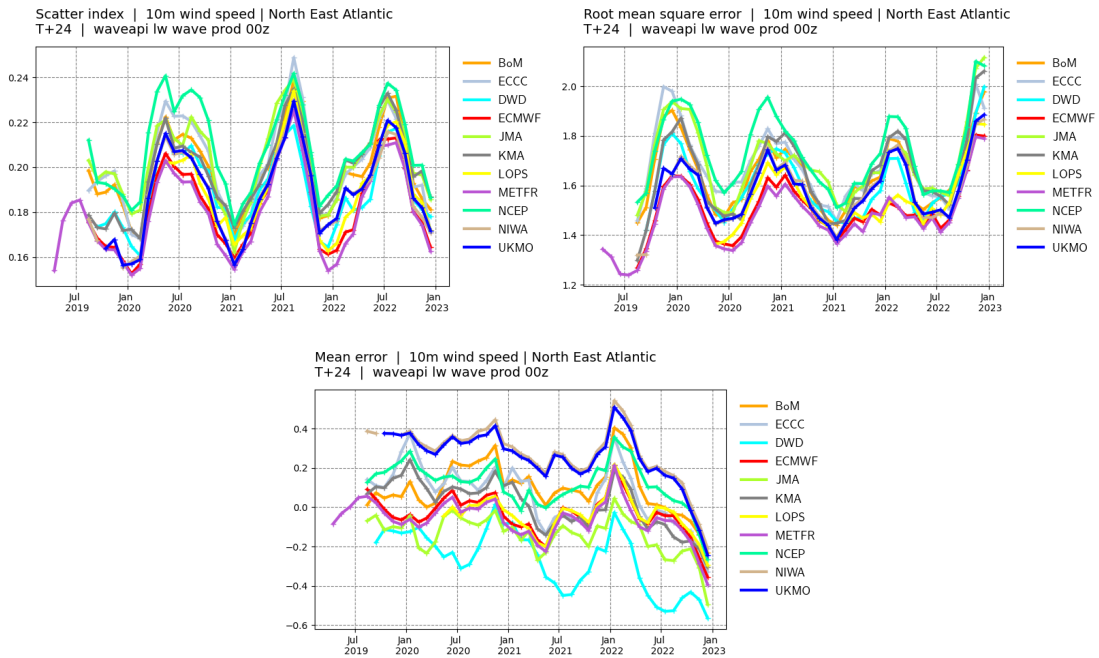 Scatter index | 10m wind speed | North East Atlantic
T+24 | waveapi lw wave prod 00z
0.24
0.22
0.20
0.18
0.16
Jul 2019
Jan 2020
Jul 2020
Jan 2021
Jul 2021
Jan 2022
Jul 2022
Jan 2023
BoM
ECCC
DWD
ECMWF
JMA
KMA
LOPS
METFR
NCEP
NIWA
UKMO
Root mean square error | 10m wind speed | North East Atlantic
T+24 | waveapi lw wave prod 00z
2.0
1.8
1.6
1.4
1.2
Jul 2019
Jan 2020
Jul 2020
Jan 2021
Jul 2021
Jan 2022
Jul 2022
Jan 2023
BoM
ECCC
DWD
ECMWF
JMA
KMA
LOPS
METFR
NCEP
NIWA
UKMO
Mean error | 10m wind speed | North East Atlantic
T+24 | waveapi lw wave prod 00z
0.4
0.2
0.0
−0.2
−0.4
−0.6
Jul 2019
Jan 2020
Jul 2020
Jan 2021
Jul 2021
Jan 2022
Jul 2022
Jan 2023
BoM
ECCC
DWD
ECMWF
JMA
KMA
LOPS
METFR
NCEP
NIWA
UKMO